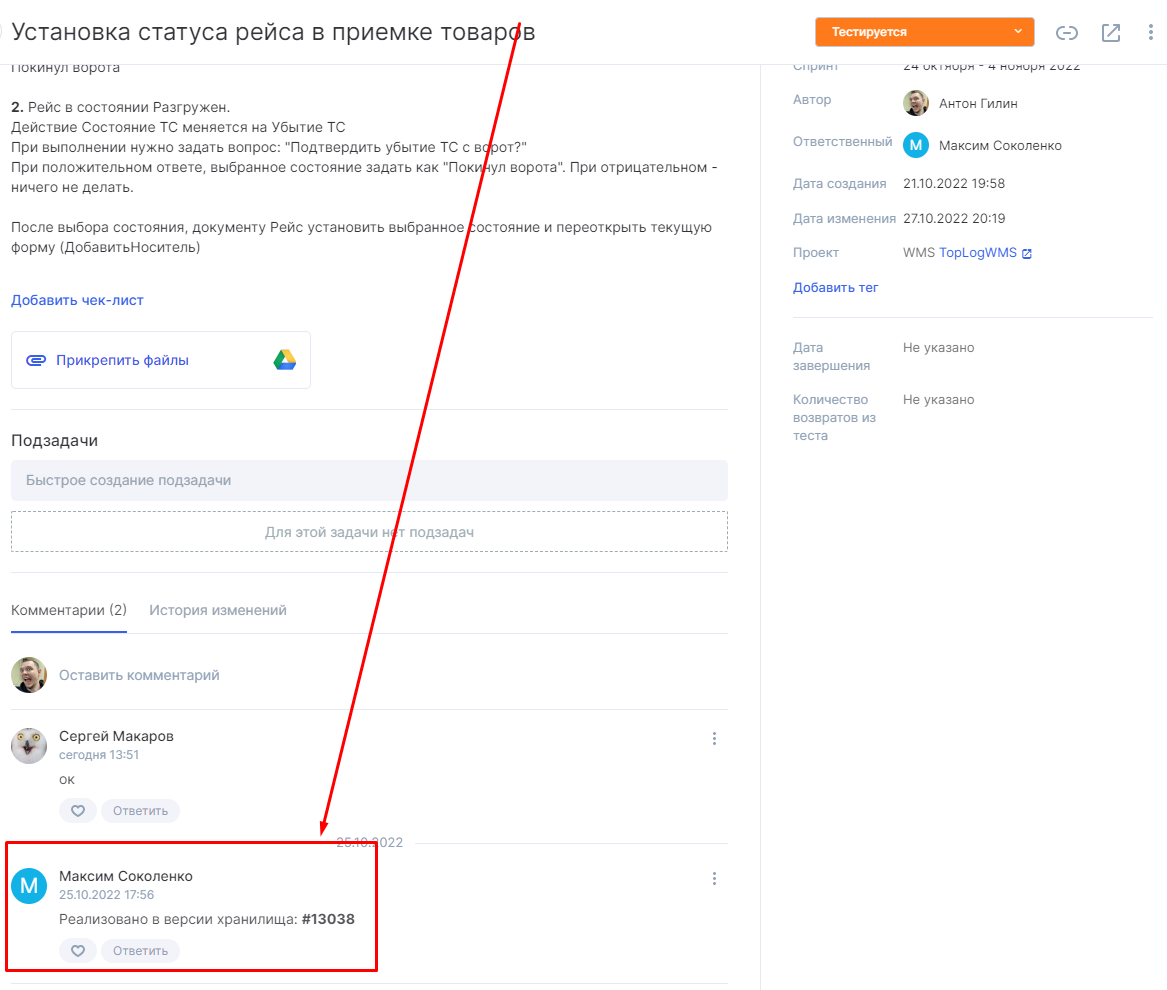 Установка статуса рейса в приемке товаров
Тестируется
Покинул ворота
2. Рейс в состоянии Разгружен.
Действие Состояние ТС меняется на Убытие ТС
При выполнении нужно задать вопрос: "Подтвердить убытие ТС с ворот?"
При положительном ответе, выбранное состояние задать как "Покинул ворота". При отрицательном -
ничего не делать.
После выбора состояния, документу Рейс установить выбранное состояние и переоткрыть текущую
форму (ДобавитьНоситель)
Добавить чек-лист
Прикрепить файлы
Подзадачи
Быстрое создание подзадачи
Для этой задачи нет подзадач
Комментарии (2) История изменений
Оставить комментарий
Сергей Макаров
сегодня 13:51
ок
Ответить
25.10.2022
М
Максим Соколенко
25.10.2022 17:56
Реализовано в версии хранилища: #13038
Ответить
Спринт 24 октября - 4 ноября 2022
Автор Антон Гилин
Ответственный М Максим Соколенко
Дата создания 21.10.2022 19:58
Дата изменения 27.10.2022 20:19
Проект WMS TopLogWMS
Добавить тег
Дата
завершения
Не указано
Количество
возвратов из
теста
Не указано